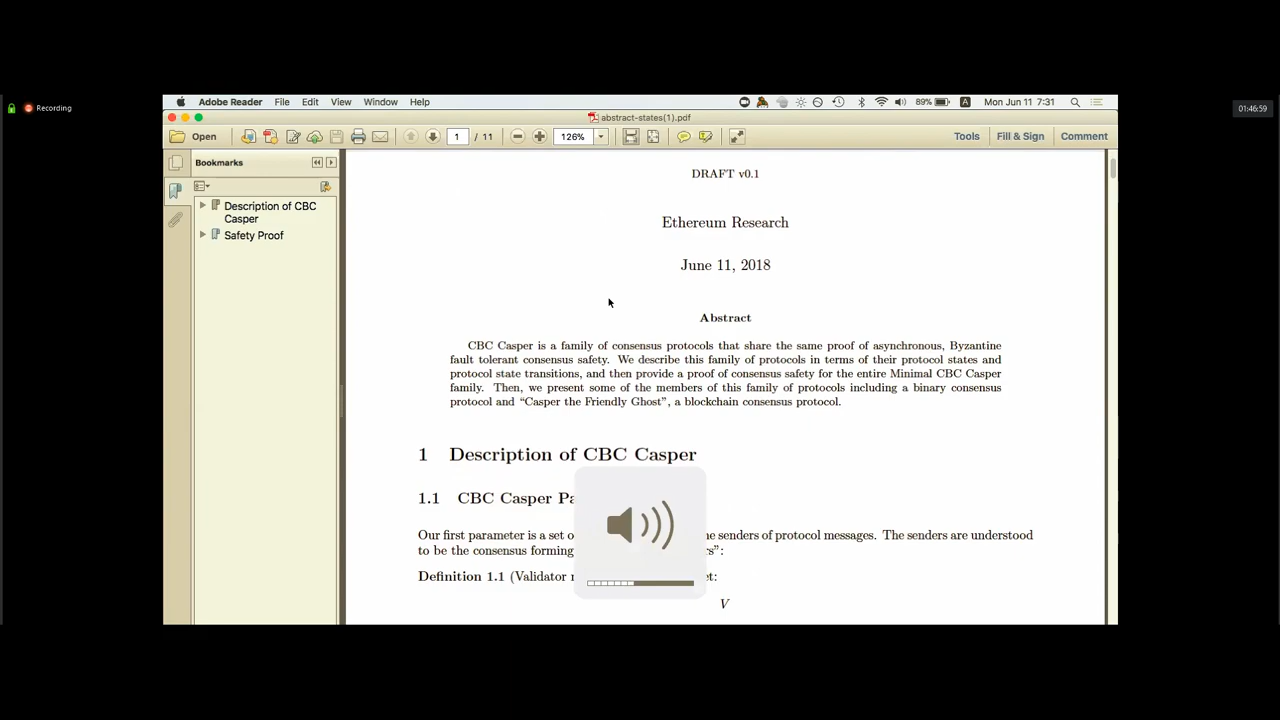 Recording
01:46:59
Adobe Reader File Edit View Window Help 89% A Mon Jun 11 7:31
abstract-states(1).pdf
Open 1 / 11 126% Tools Fill & Sign Comment
Bookmarks
Description of CBC
Casper
Safety Proof
DRAFT v0.1
Ethereum Research
June 11, 2018
Abstract
CBC Casper is a family of consensus protocols that share the same proof of asynchronous, Byzantine
fault tolerant consensus safety. We describe this family of protocols in terms of their protocol states and
protocol state transitions, and then provide a proof of consensus safety for the entire Minimal CBC Casper
family. Then, we present some of the members of this family of protocols including a binary consensus
protocol and “Casper the Friendly Ghost”, a blockchain consensus protocol.
1 Description of CBC Casper
1.1 CBC Casper Pa
Our first parameter is a set o e senders of protocol messages. The senders are understood
to be the consensus forming rs”:
Definition 1.1 (Validator n et:
V